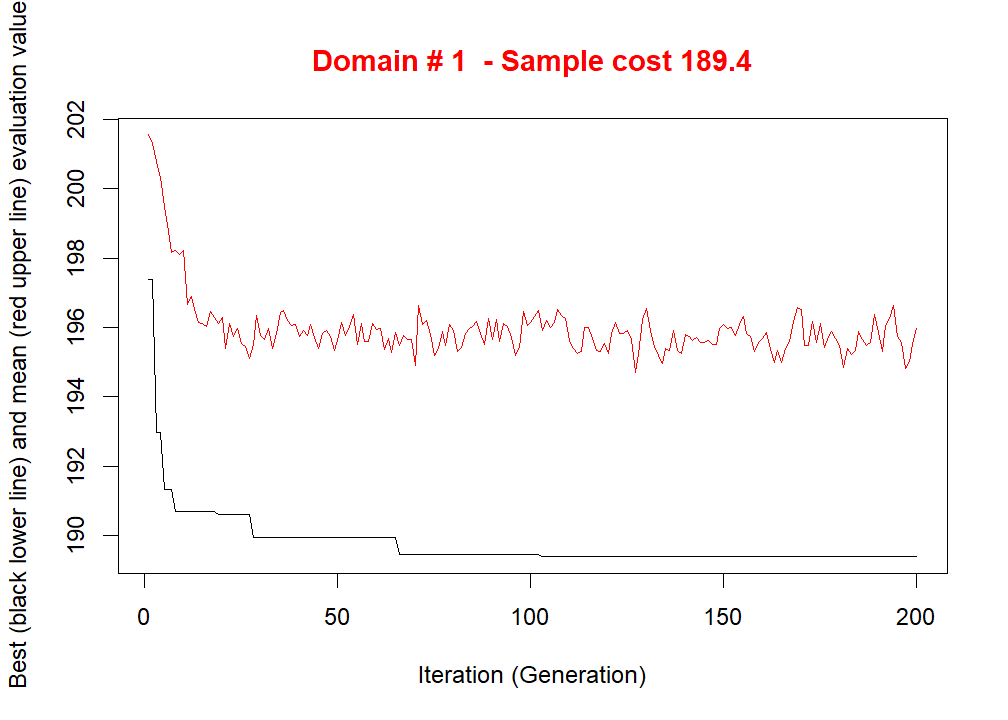 Domain # 1  - Sample cost 189.4
Best (black lower line) and mean (red upper line) evaluation value
202
200
198
196
194
192
190
0 50 100 150 200
Iteration (Generation)